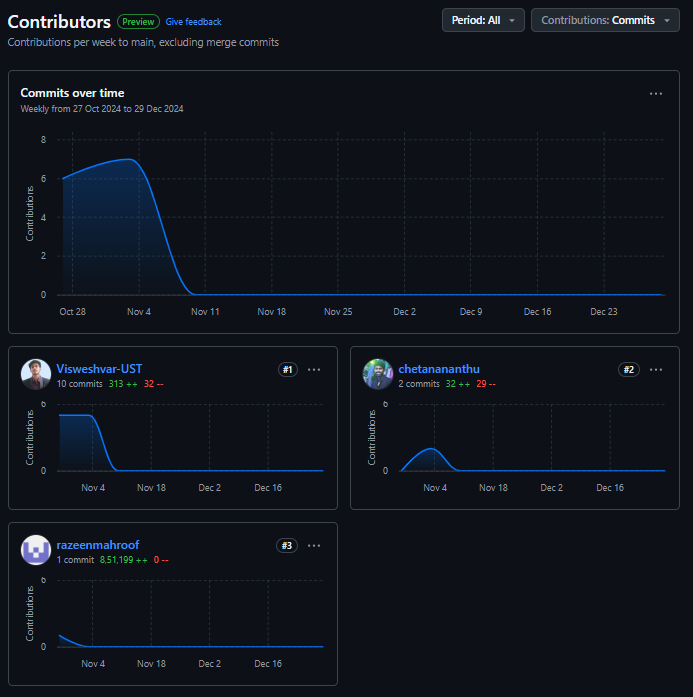 Contributors Preview Give feedback
Period: All
Contributions: Commits
Contributions per week to main, excluding merge commits
Commits over time
Weekly from 27 Oct 2024 to 29 Dec 2024
Contributions
8
6
4
2
0
Oct 28 Nov 4 Nov 11 Nov 18 Nov 25 Dec 2 Dec 9 Dec 16 Dec 23
Visweshvar-UST #1
10 commits 313 ++ 32 --
Contributions
6
0
Nov 4 Nov 18 Dec 2 Dec 16
chetanananthu #2
2 commits 32 ++ 29 --
Contributions
6
0
Nov 4 Nov 18 Dec 2 Dec 16
razeenmahroof #3
1 commit 8,51,199 ++ 0 --
Contributions
6
0
Nov 4 Nov 18 Dec 2 Dec 16